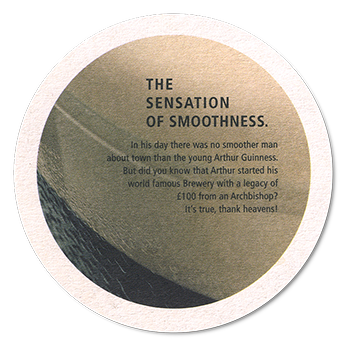 THE
SENSATION
OF SMOOTHNESS.
In his day there was no smoother man
about town than the young Arthur Guinness.
But did you know that Arthur started his
world famous Brewery with a legacy of
£100 from an Archbishop?
It's true, thank heavens!